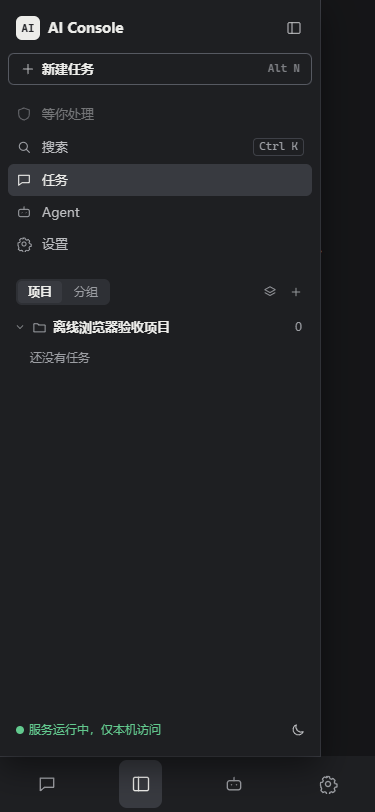 AI AI Console
新建任务 Alt N
等你处理
搜索 Ctrl K
任务
Agent
设置
项目 分组
离线浏览器验收项目 0
还没有任务
服务运行中，仅本机访问